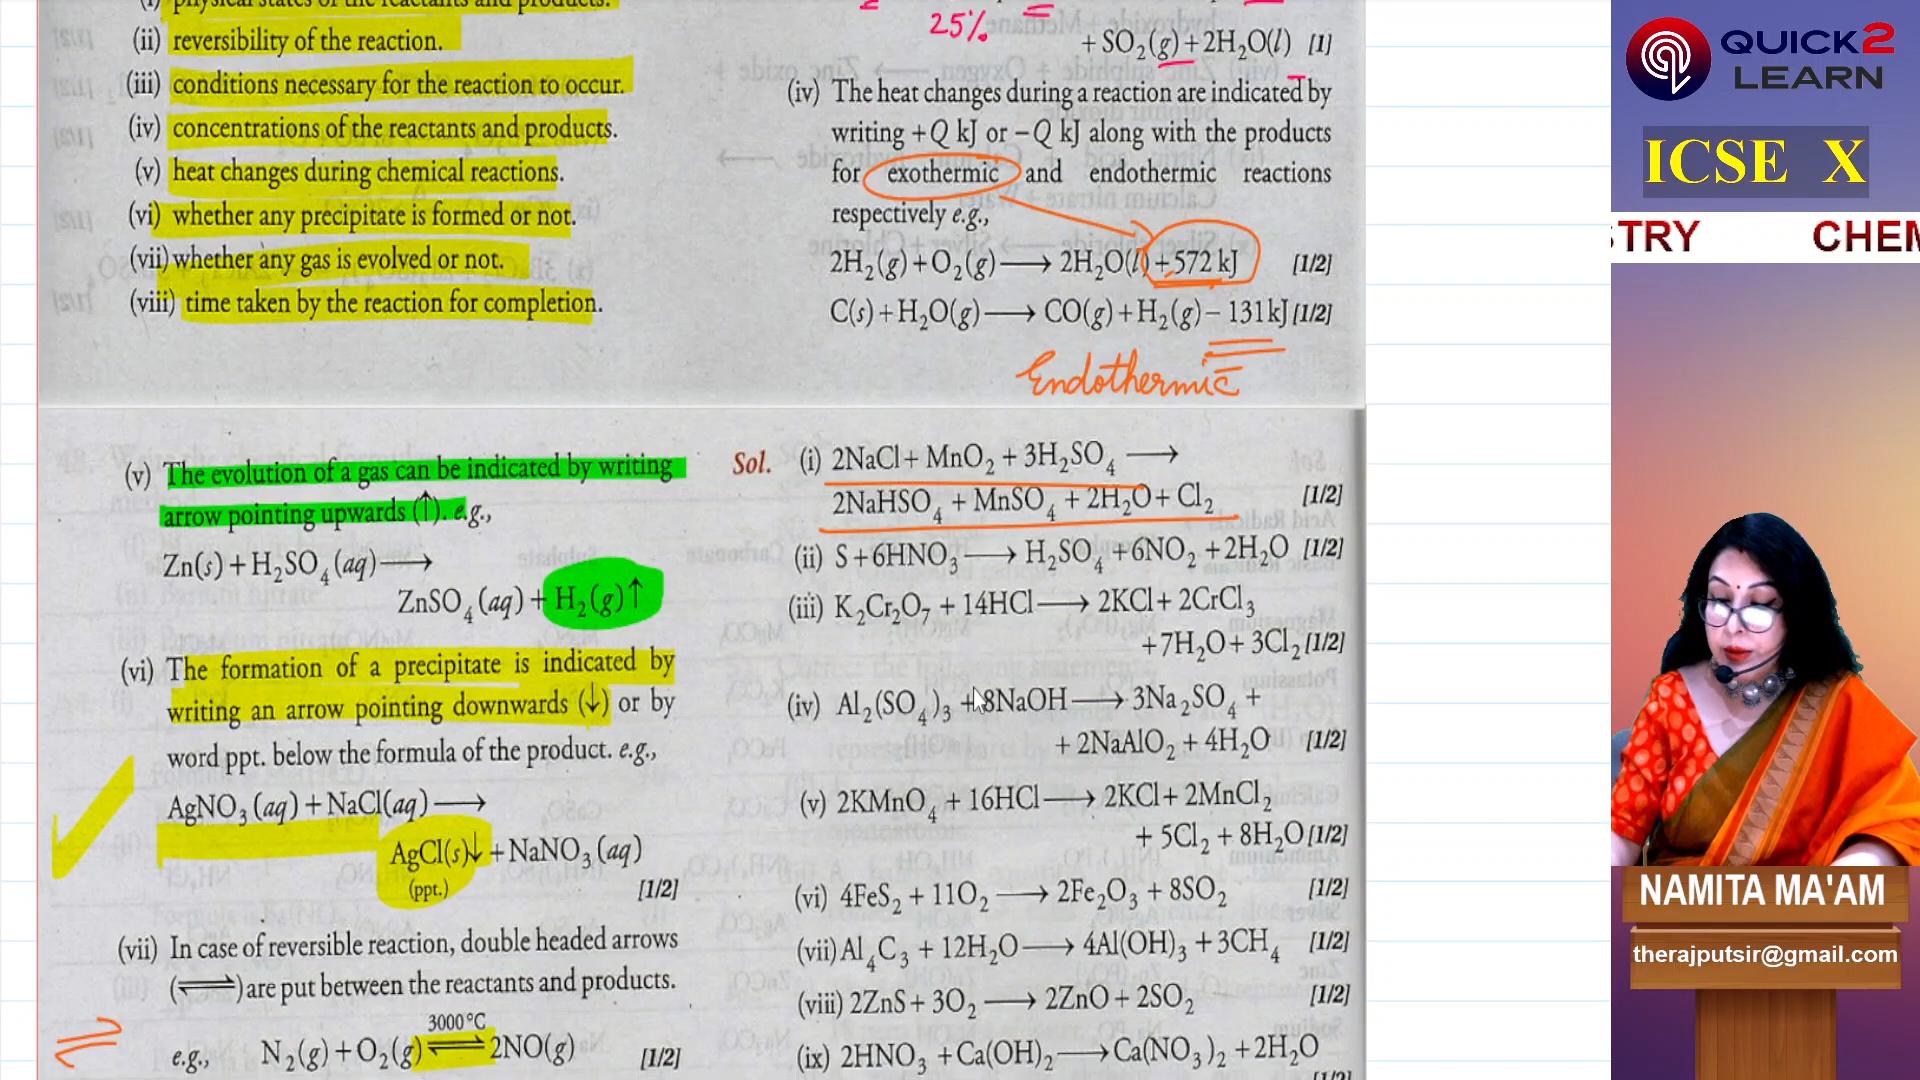 (i) physical states of the reactants and products.
(ii) reversibility of the reaction.
(iii) conditions necessary for the reaction to occur.
(iv) concentrations of the reactants and products.
(v) heat changes during chemical reactions.
(vi) whether any precipitate is formed or not.
(vii) whether any gas is evolved or not.
(viii) time taken by the reaction for completion.
25%
+ SO₂(g) + 2H₂O(l) [1]
(iv) The heat changes during a reaction are indicated by
writing +Q kJ or −Q kJ along with the products
for exothermic and endothermic reactions
respectively e.g.,
2H₂(g) + O₂(g) ⟶ 2H₂O(l) +572 kJ [1/2]
C(s) + H₂O(g) ⟶ CO(g) + H₂(g) − 131 kJ [1/2]
Endothermic
(v) The evolution of a gas can be indicated by writing
arrow pointing upwards (↑). e.g.,
Zn(s) + H₂SO₄(aq) ⟶
ZnSO₄(aq) + H₂(g)↑
(vi) The formation of a precipitate is indicated by
writing an arrow pointing downwards (↓) or by
word ppt. below the formula of the product. e.g.,
AgNO₃(aq) + NaCl(aq) ⟶
AgCl(s)↓ + NaNO₃(aq)
(ppt.) [1/2]
(vii) In case of reversible reaction, double headed arrows
(⇌) are put between the reactants and products.
3000°C
e.g., N₂(g) + O₂(g) ⇌ 2NO(g) [1/2]
Sol. (i) 2NaCl + MnO₂ + 3H₂SO₄ ⟶
2NaHSO₄ + MnSO₄ + 2H₂O + Cl₂ [1/2]
(ii) S + 6HNO₃ ⟶ H₂SO₄ + 6NO₂ + 2H₂O [1/2]
(iii) K₂Cr₂O₇ + 14HCl ⟶ 2KCl + 2CrCl₃
+ 7H₂O + 3Cl₂ [1/2]
(iv) Al₂(SO₄)₃ + 8NaOH ⟶ 3Na₂SO₄ +
+ 2NaAlO₂ + 4H₂O [1/2]
(v) 2KMnO₄ + 16HCl ⟶ 2KCl + 2MnCl₂
+ 5Cl₂ + 8H₂O [1/2]
(vi) 4FeS₂ + 11O₂ ⟶ 2Fe₂O₃ + 8SO₂ [1/2]
(vii) Al₄C₃ + 12H₂O ⟶ 4Al(OH)₃ + 3CH₄ [1/2]
(viii) 2ZnS + 3O₂ ⟶ 2ZnO + 2SO₂ [1/2]
(ix) 2HNO₃ + Ca(OH)₂ ⟶ Ca(NO₃)₂ + 2H₂O
[1/2]
QUICK2
LEARN
ICSE X
STRY CHEM
NAMITA MA'AM
therajputsir@gmail.com